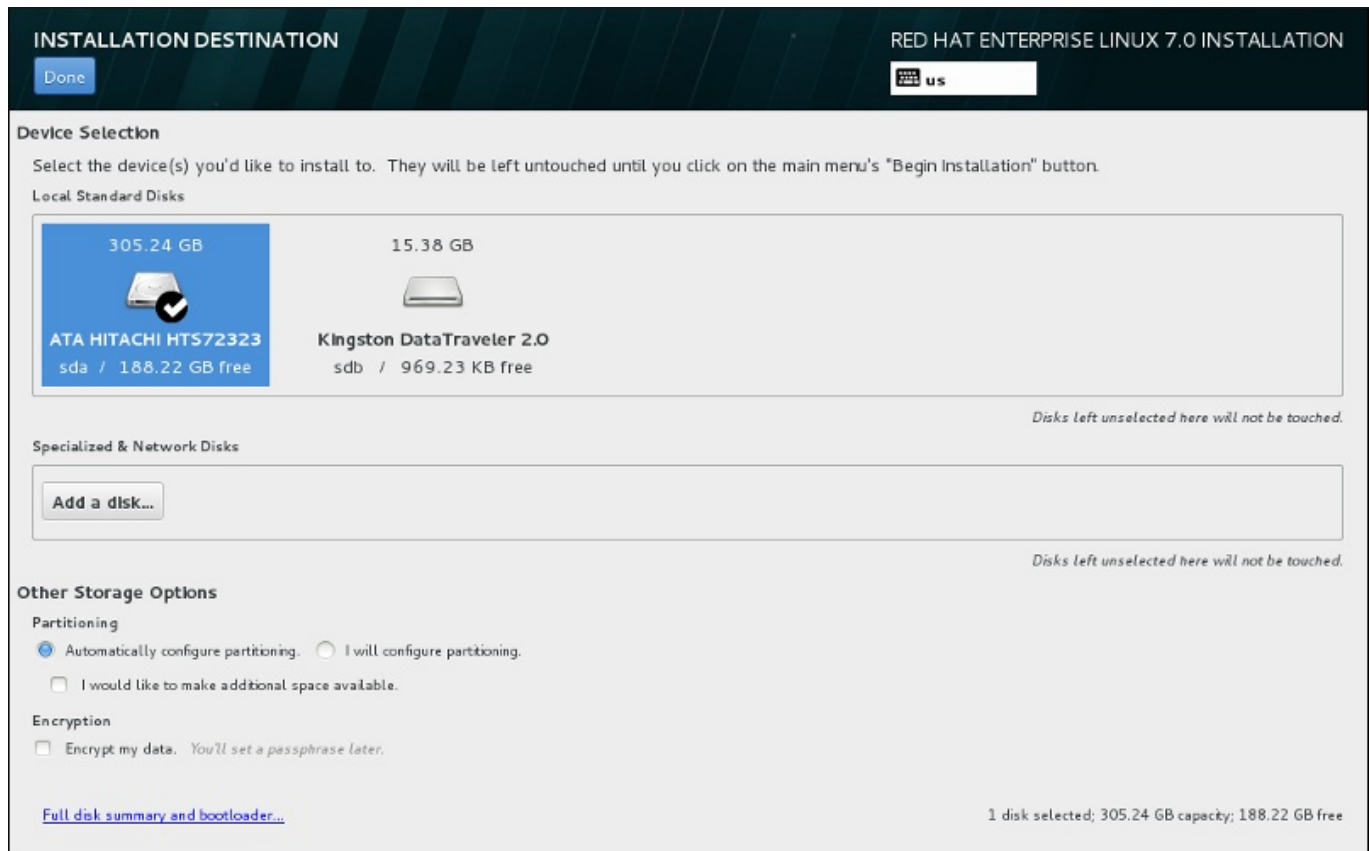 INSTALLATION DESTINATION
RED HAT ENTERPRISE LINUX 7.0 INSTALLATION
Done
us
Device Selection
Select the device(s) you'd like to install to. They will be left untouched until you click on the main menu's "Begin Installation" button.
Local Standard Disks
305.24 GB
ATA HITACHI HTS72323
sda / 188.22 GB free
15.38 GB
Kingston DataTraveler 2.0
sdb / 969.23 KB free
Disks left unselected here will not be touched.
Specialized & Network Disks
Add a disk...
Disks left unselected here will not be touched.
Other Storage Options
Partitioning
Automatically configure partitioning. I will configure partitioning.
I would like to make additional space available.
Encryption
Encrypt my data. You'll set a passphrase later.
Full disk summary and bootloader...
1 disk selected; 305.24 GB capacity; 188.22 GB free